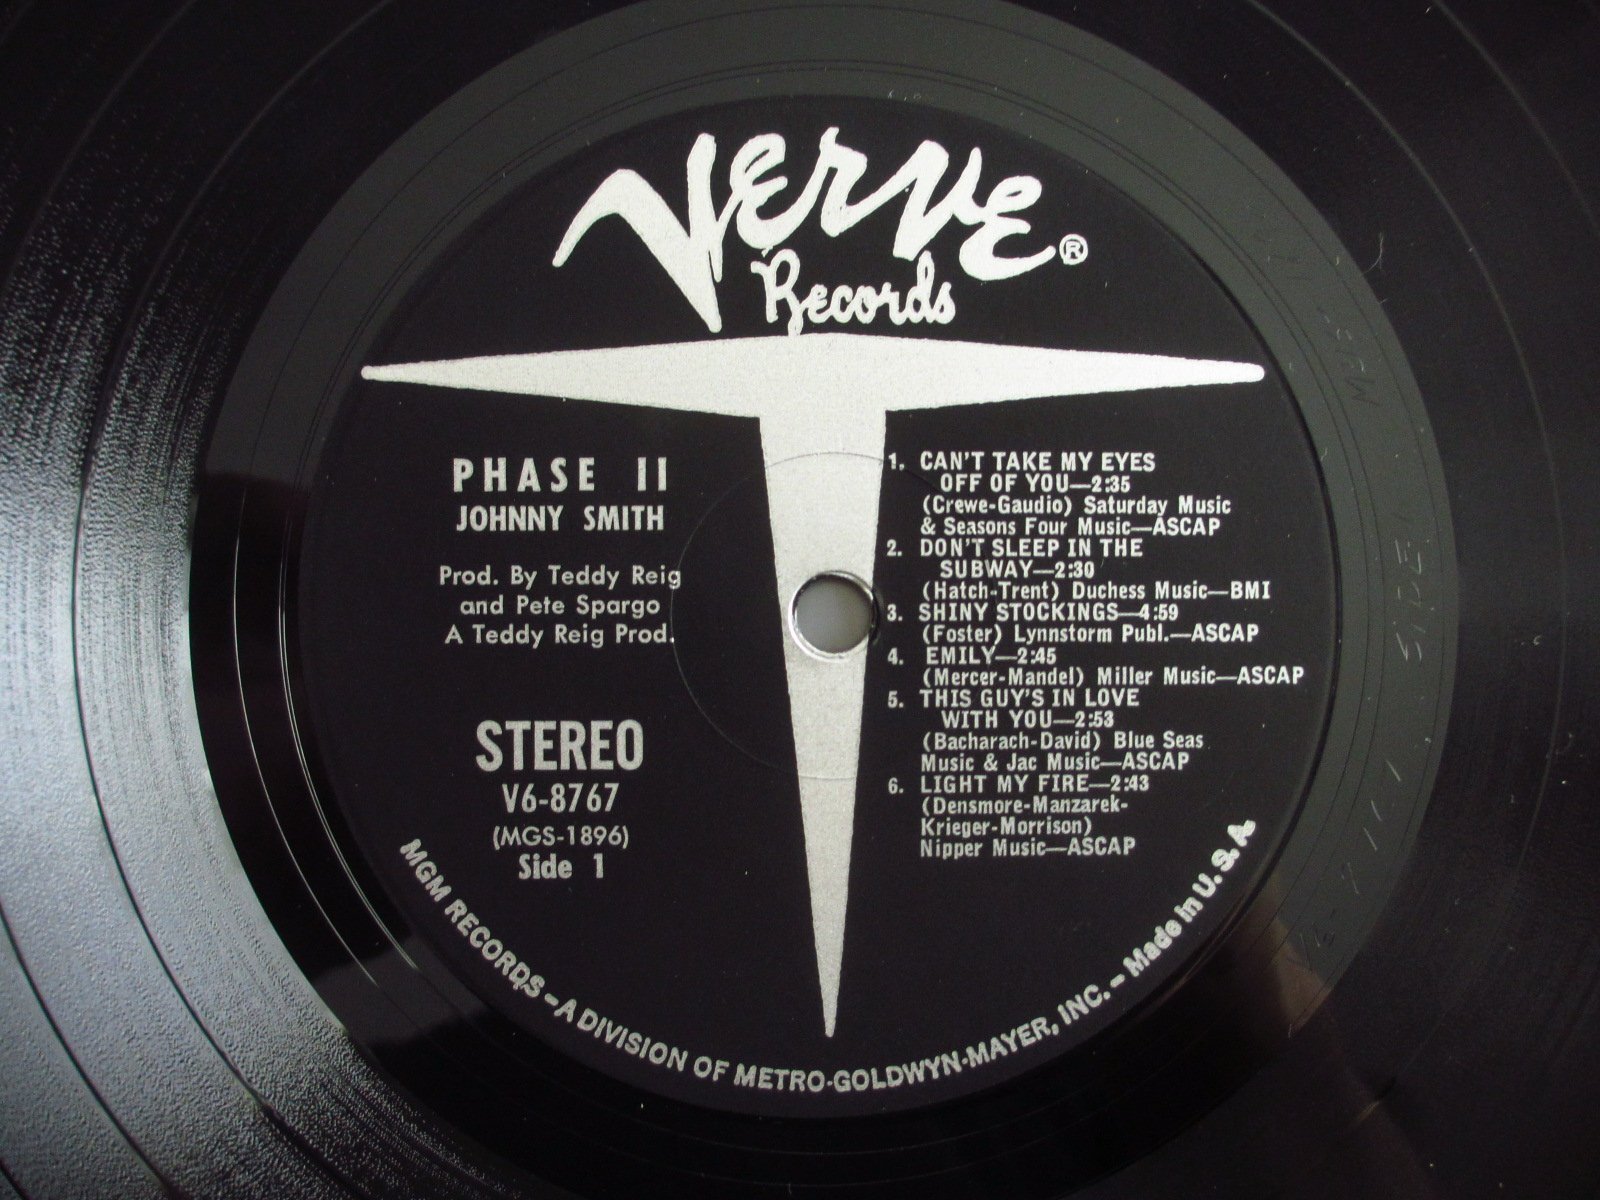 Verve®
Records
PHASE II
JOHNNY SMITH
Prod. By Teddy Reig
and Pete Spargo
A Teddy Reig Prod.
STEREO
V6-8767
(MGS-1896)
Side 1
1. CAN'T TAKE MY EYES
OFF OF YOU—2:35
(Crewe-Gaudio) Saturday Music
& Seasons Four Music—ASCAP
2. DON'T SLEEP IN THE
SUBWAY—2:30
(Hatch-Trent) Duchess Music—BMI
3. SHINY STOCKINGS—4:59
(Foster) Lynnstorm Publ.—ASCAP
4. EMILY—2:45
(Mercer-Mandel) Miller Music—ASCAP
5. THIS GUY'S IN LOVE
WITH YOU—2:53
(Bacharach-David) Blue Seas
Music & Jac Music—ASCAP
6. LIGHT MY FIRE—2:43
(Densmore-Manzarek-
Krieger-Morrison)
Nipper Music—ASCAP
MGM RECORDS - A DIVISION OF METRO-GOLDWYN-MAYER, INC. - Made in U.S.A.
SIDE